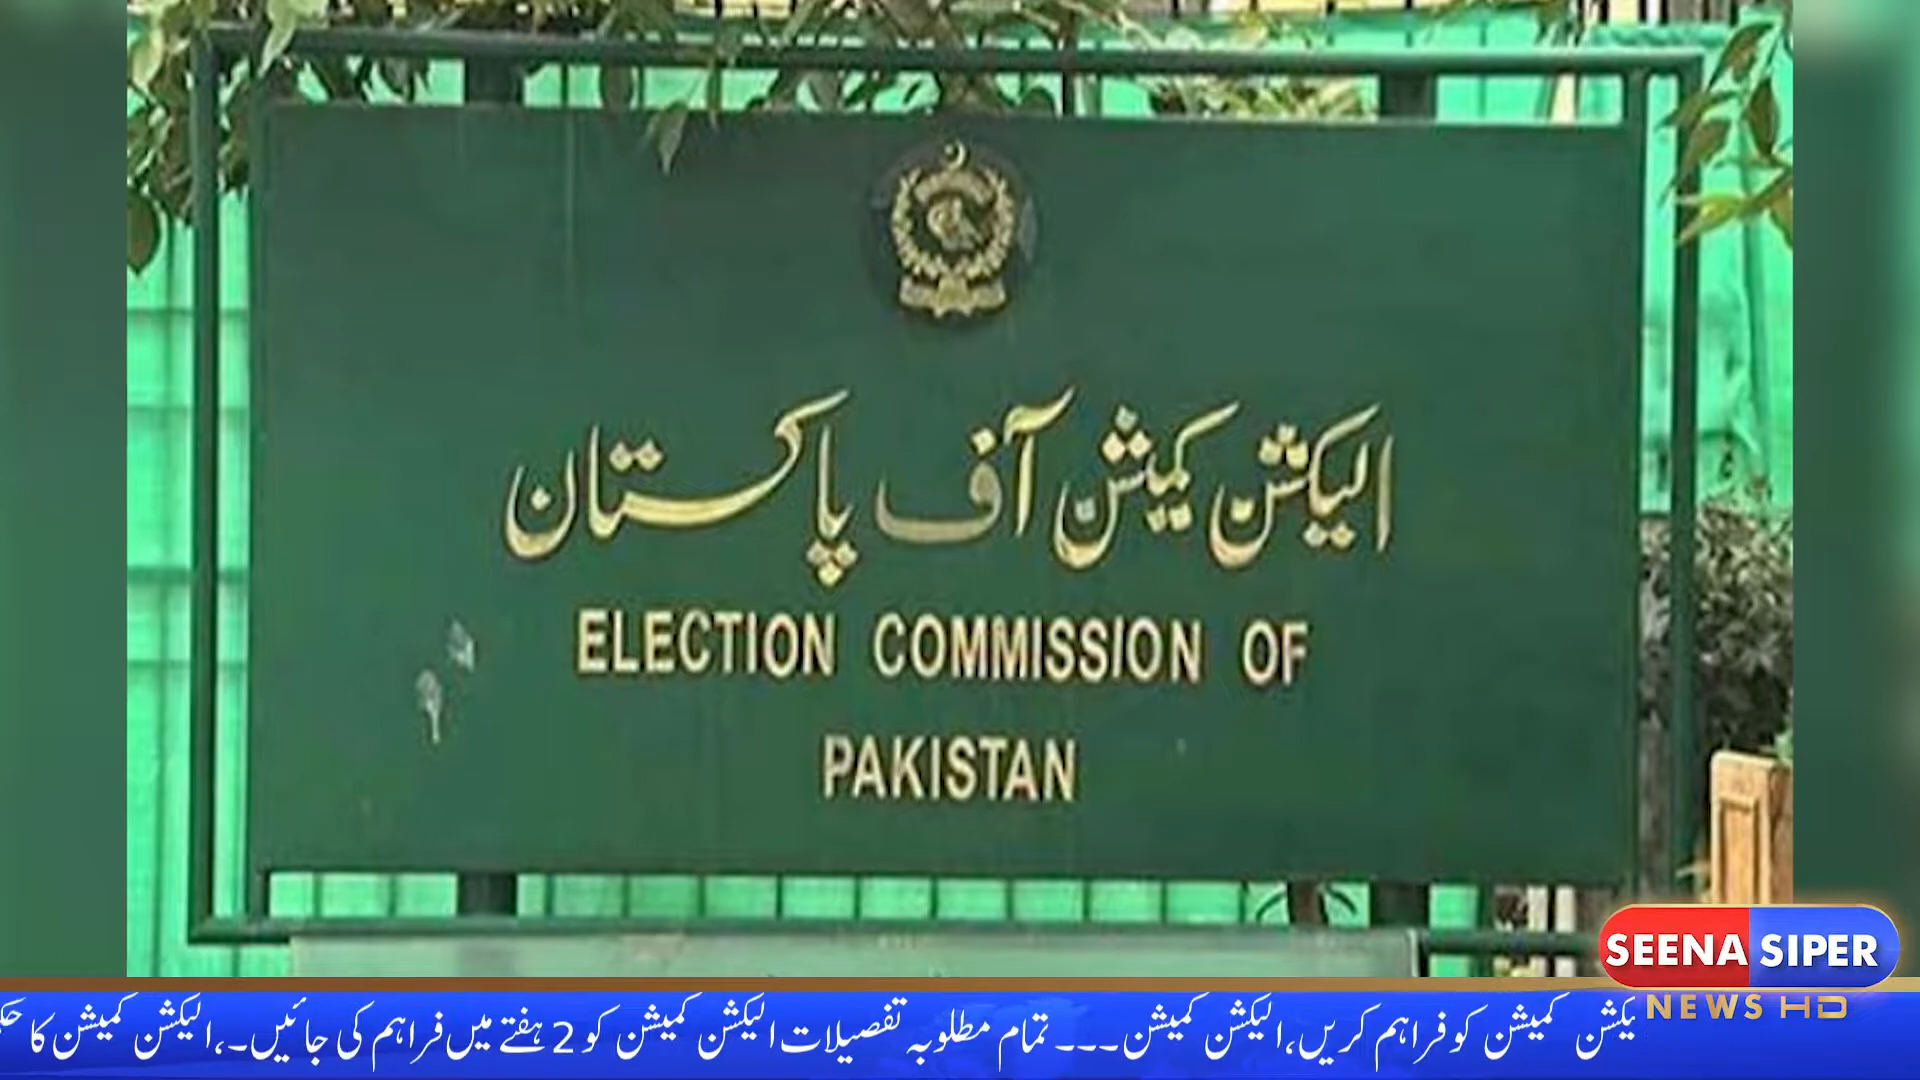 الیکشن کمیشن آف پاکستان
ELECTION COMMISSION OF
PAKISTAN
SEENA SIPER
NEWS HD
کمیشن کو فراہم کریں،الیکشن کمیشن۔۔۔ تمام مطلوبہ تفصیلات الیکشن کمیشن کو 2 ہفتے میں فراہم کی جائیں۔،الیکشن کمیشن کا